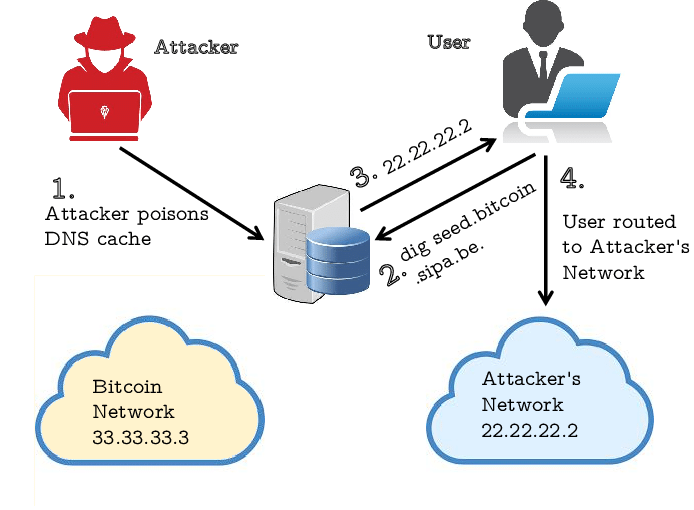 Attacker
User
1.
Attacker poisons
DNS cache
3. 22.22.22.2
2. dig seed.bitcoin
.sipa.be.
4.
User routed
to Attacker's
Network
Bitcoin
Network
33.33.33.3
Attacker's
Network
22.22.22.2